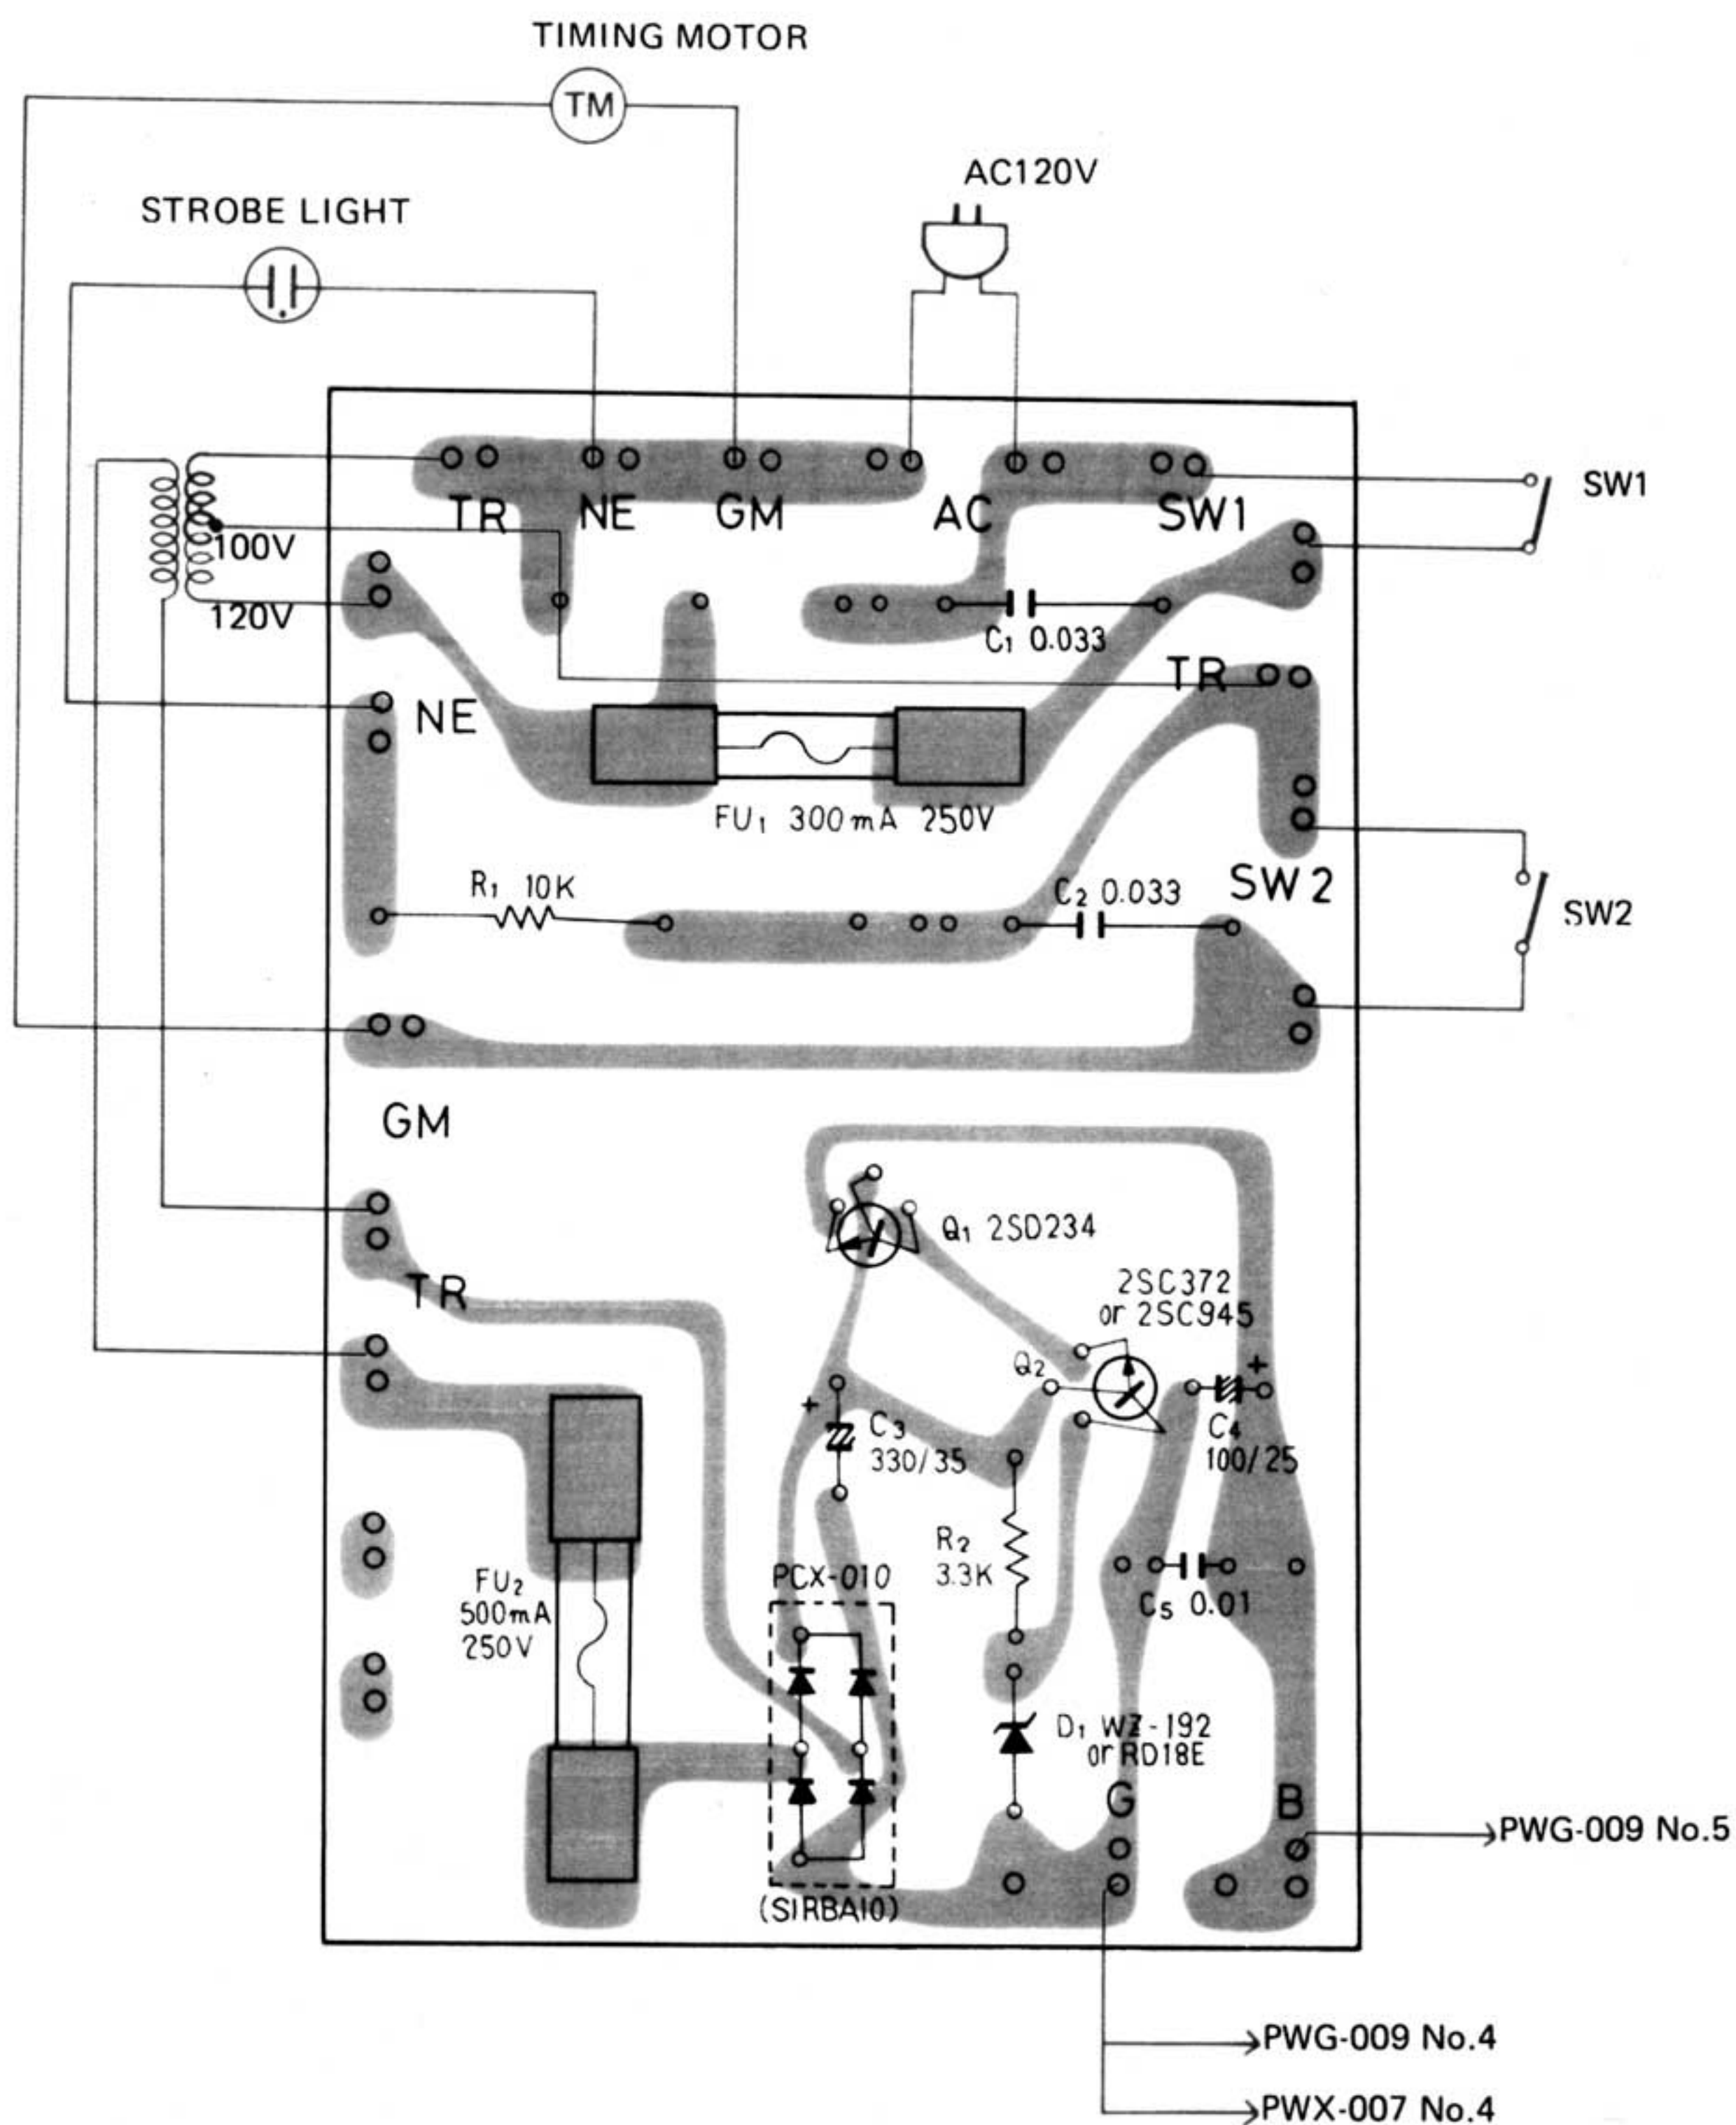 TIMING MOTOR
TM
AC120V
STROBE LIGHT
TR NE GM AC SW1
SW1
100V
120V
C1 0.033
TR
NE
FU1 300mA 250V
R1 10K
C2 0.033
SW2
SW2
GM
Q1 2SD234
2SC372
or 2SC945
TR
Q2
+
+
C3
330/35
C4
100/25
R2
3.3K
PCX-010
FU2
500mA
250V
C5 0.01
D1 WZ-192
or RD18E
G B
PWG-009 No.5
(SIRBA10)
PWG-009 No.4
PWX-007 No.4